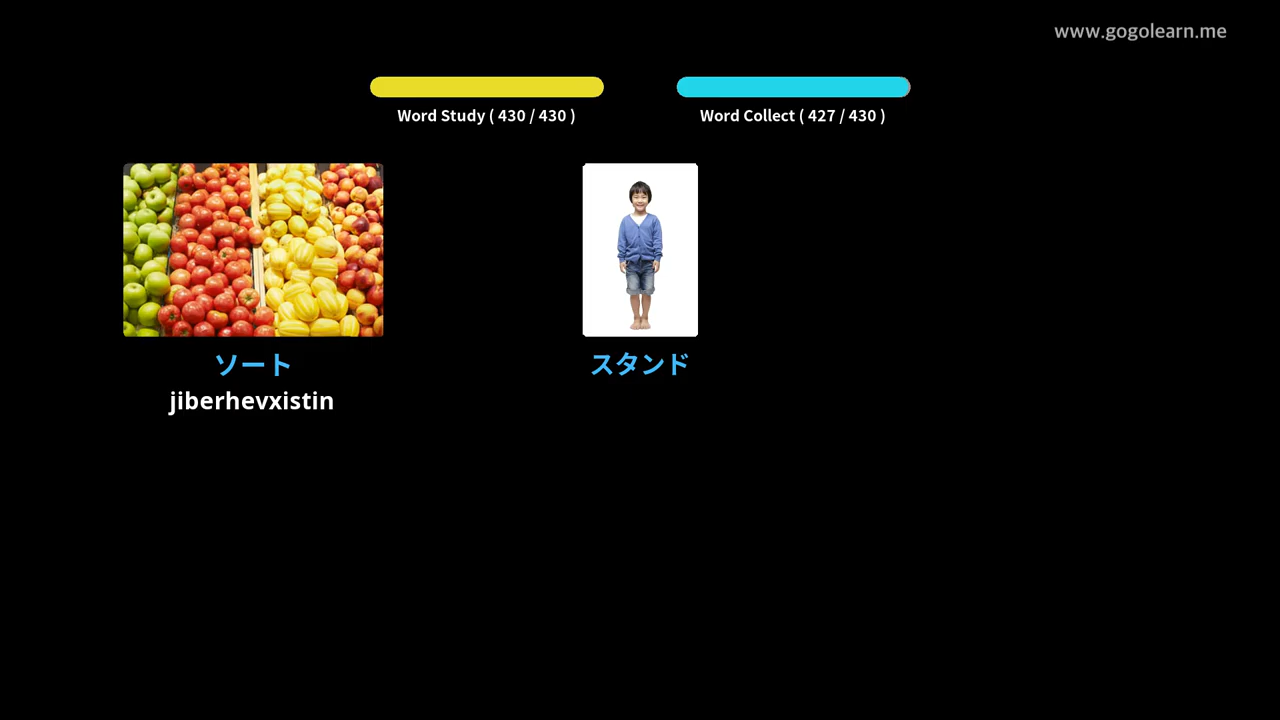 www.gogolearn.me
Word Study ( 430 / 430 )
Word Collect ( 427 / 430 )
ソート
jiberhevxistin
スタンド